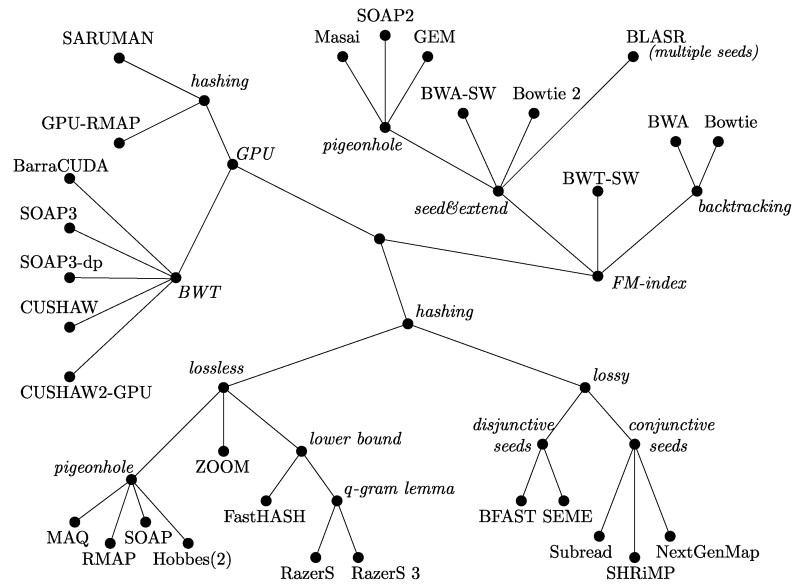 SOAP2
SARUMAN
Masai
GEM
BLASR
(multiple seeds)
hashing
BWA-SW
Bowtie 2
GPU-RMAP
BWA
Bowtie
pigeonhole
GPU
BarraCUDA
BWT-SW
seed&extend
backtracking
SOAP3
SOAP3-dp
BWT
FM-index
CUSHAW
hashing
lossless
lossy
CUSHAW2-GPU
disjunctive
seeds
conjunctive
seeds
lower bound
pigeonhole
ZOOM
q-gram lemma
FastHASH
BFAST
SEME
MAQ
SOAP
RMAP
Hobbes(2)
Subread
NextGenMap
RazerS
RazerS 3
SHRiMP